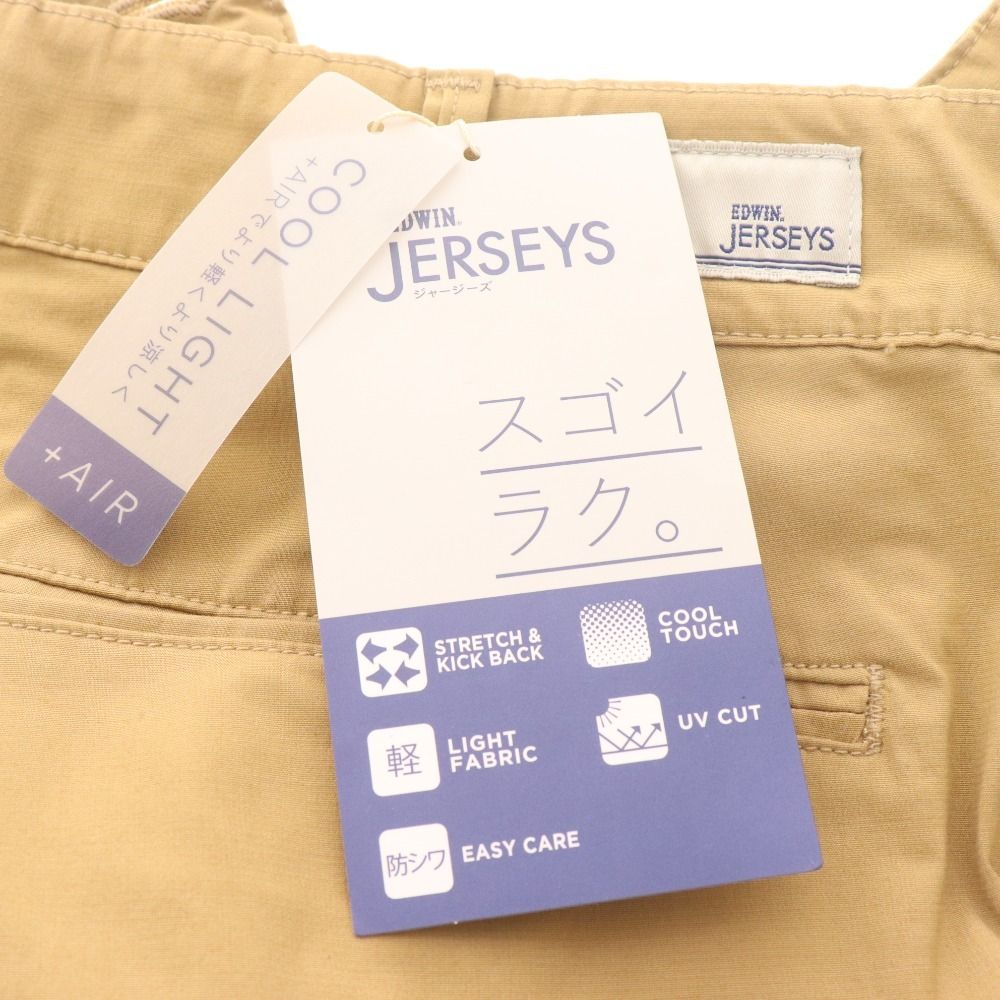 COOL LIGHT
+AIRでより軽くより涼しく
+AIR
EDWIN®
JERSEYS
ジャージーズ
スゴイ
ラク。
STRETCH &
KICK BACK
COOL
TOUCH
軽
LIGHT
FABRIC
UV CUT
防シワ
EASY CARE
EDWIN®
JERSEYS